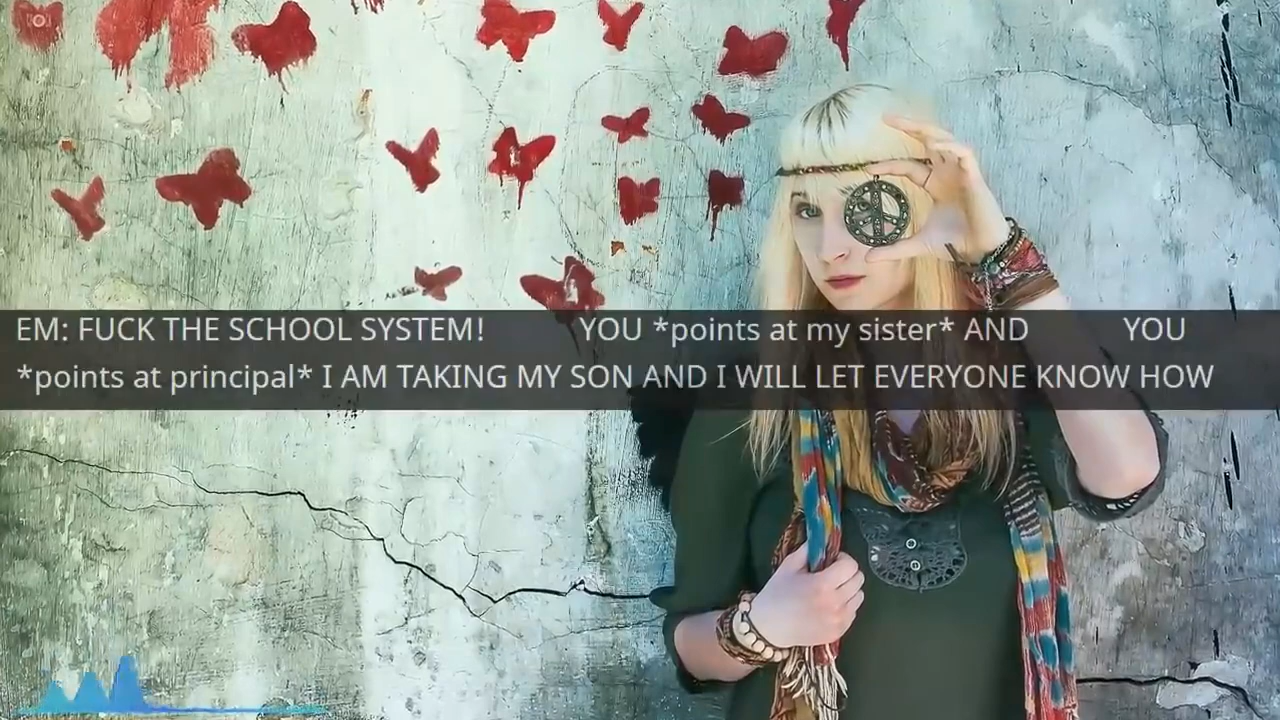 EM: FUCK THE SCHOOL SYSTEM! YOU *points at my sister* AND YOU
*points at principal* I AM TAKING MY SON AND I WILL LET EVERYONE KNOW HOW